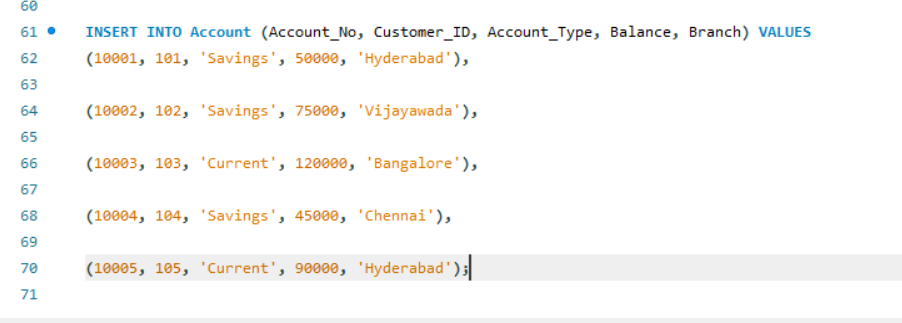 60
61 INSERT INTO Account (Account_No, Customer_ID, Account_Type, Balance, Branch) VALUES
62 (10001, 101, 'Savings', 50000, 'Hyderabad'),
63
64 (10002, 102, 'Savings', 75000, 'Vijayawada'),
65
66 (10003, 103, 'Current', 120000, 'Bangalore'),
67
68 (10004, 104, 'Savings', 45000, 'Chennai'),
69
70 (10005, 105, 'Current', 90000, 'Hyderabad');
71